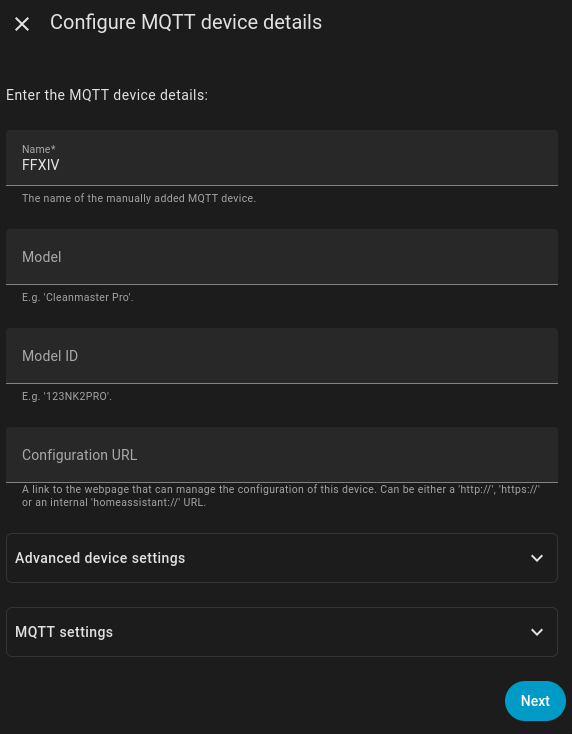 Configure MQTT device details
Enter the MQTT device details:
Name*
FFXIV
The name of the manually added MQTT device.
Model
E.g. 'Cleanmaster Pro'.
Model ID
E.g. '123NK2PRO'.
Configuration URL
A link to the webpage that can manage the configuration of this device. Can be either a 'http://', 'https://'
or an internal 'homeassistant://' URL.
Advanced device settings
MQTT settings
Next